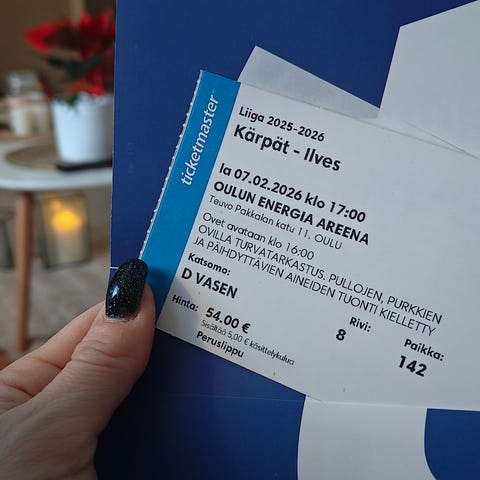 ticketmaster®
Liiga 2025-2026
Kärpät - Ilves
la 07.02.2026 klo 17:00
OULUN ENERGIA AREENA
Teuvo Pakkalan katu 11, OULU
Ovet avataan klo 16:00
OVILLA TURVATARKASTUS. PULLOJEN, PURKKIEN
JA PÄIHDYTTÄVIEN AINEIDEN TUONTI KIELLETTY
Katsomo:
D VASEN
Rivi:
8
Paikka:
142
Hinta: 54.00 €
Sisältää 5,00 € käsittelykuluja
Peruslippu